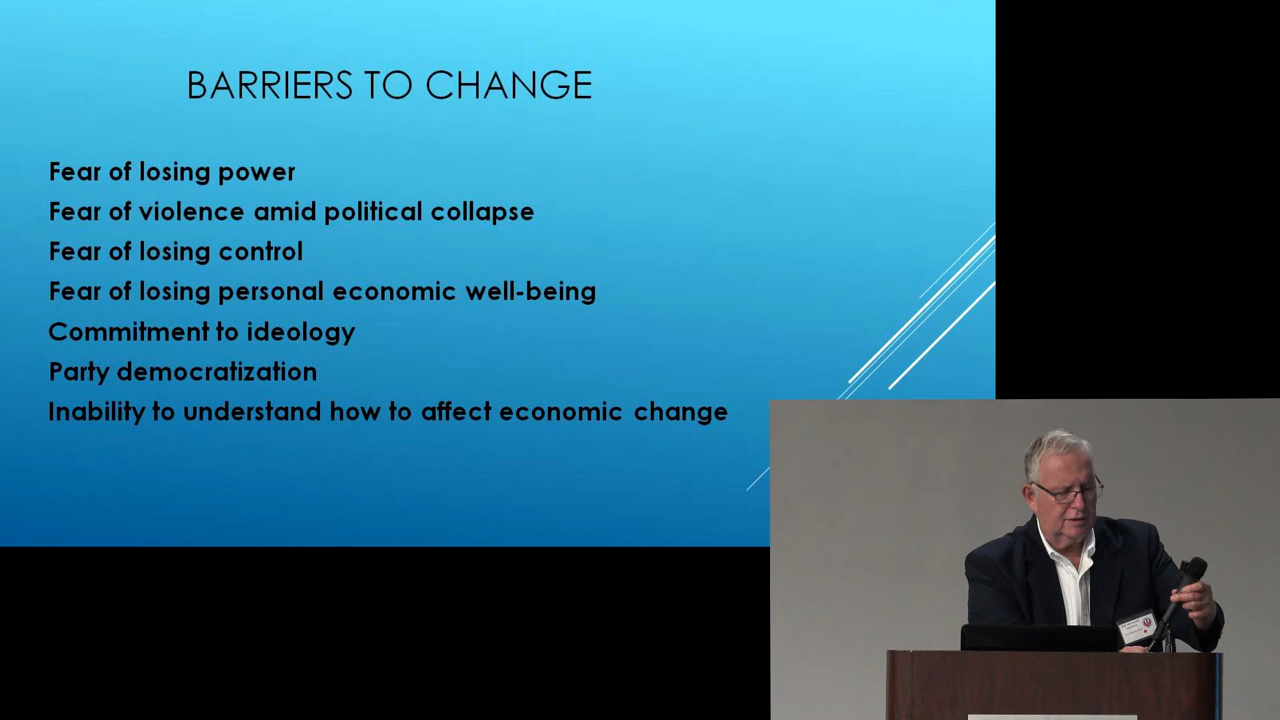 BARRIERS TO CHANGE
Fear of losing power
Fear of violence amid political collapse
Fear of losing control
Fear of losing personal economic well-being
Commitment to ideology
Party democratization
Inability to understand how to affect economic change